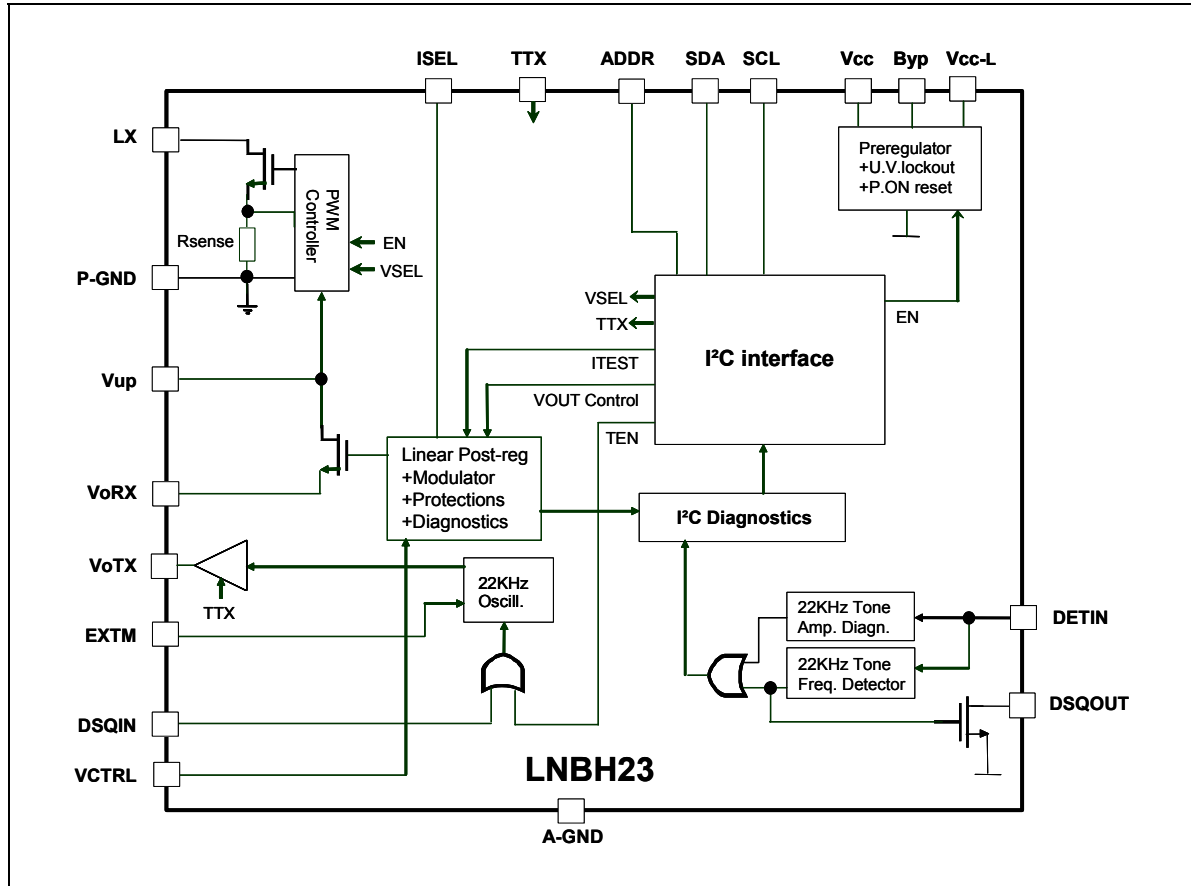 ISEL
TTX
ADDR
SDA
SCL
Vcc
Byp
Vcc-L
LX
PWM
Controller
Rsense
EN
VSEL
P-GND
Preregulator
+U.V.lockout
+P.ON reset
VSEL
TTX
EN
I²C interface
ITEST
VOUT Control
TEN
Vup
Linear Post-reg
+Modulator
+Protections
+Diagnostics
VoRX
I²C Diagnostics
VoTX
TTX
22KHz
Oscill.
EXTM
22KHz Tone
Amp. Diagn.
DETIN
22KHz Tone
Freq. Detector
DSQOUT
DSQIN
VCTRL
LNBH23
A-GND